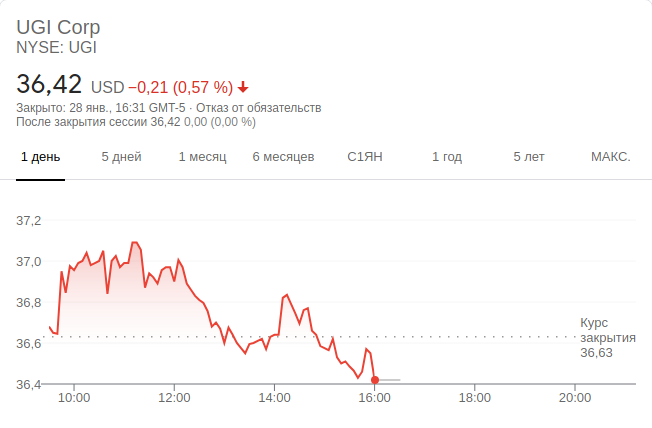 UGI Corp
NYSE: UGI
36,42 USD −0,21 (0,57 %)
Закрыто: 28 янв., 16:31 GMT-5 · Отказ от обязательств
После закрытия сессии 36,42 0,00 (0,00 %)
1 день 5 дней 1 месяц 6 месяцев С1ЯН 1 год 5 лет МАКС.
37,2
37,0
36,8
36,6
36,4
Курс
закрытия
36,63
10:00 12:00 14:00 16:00 18:00 20:00